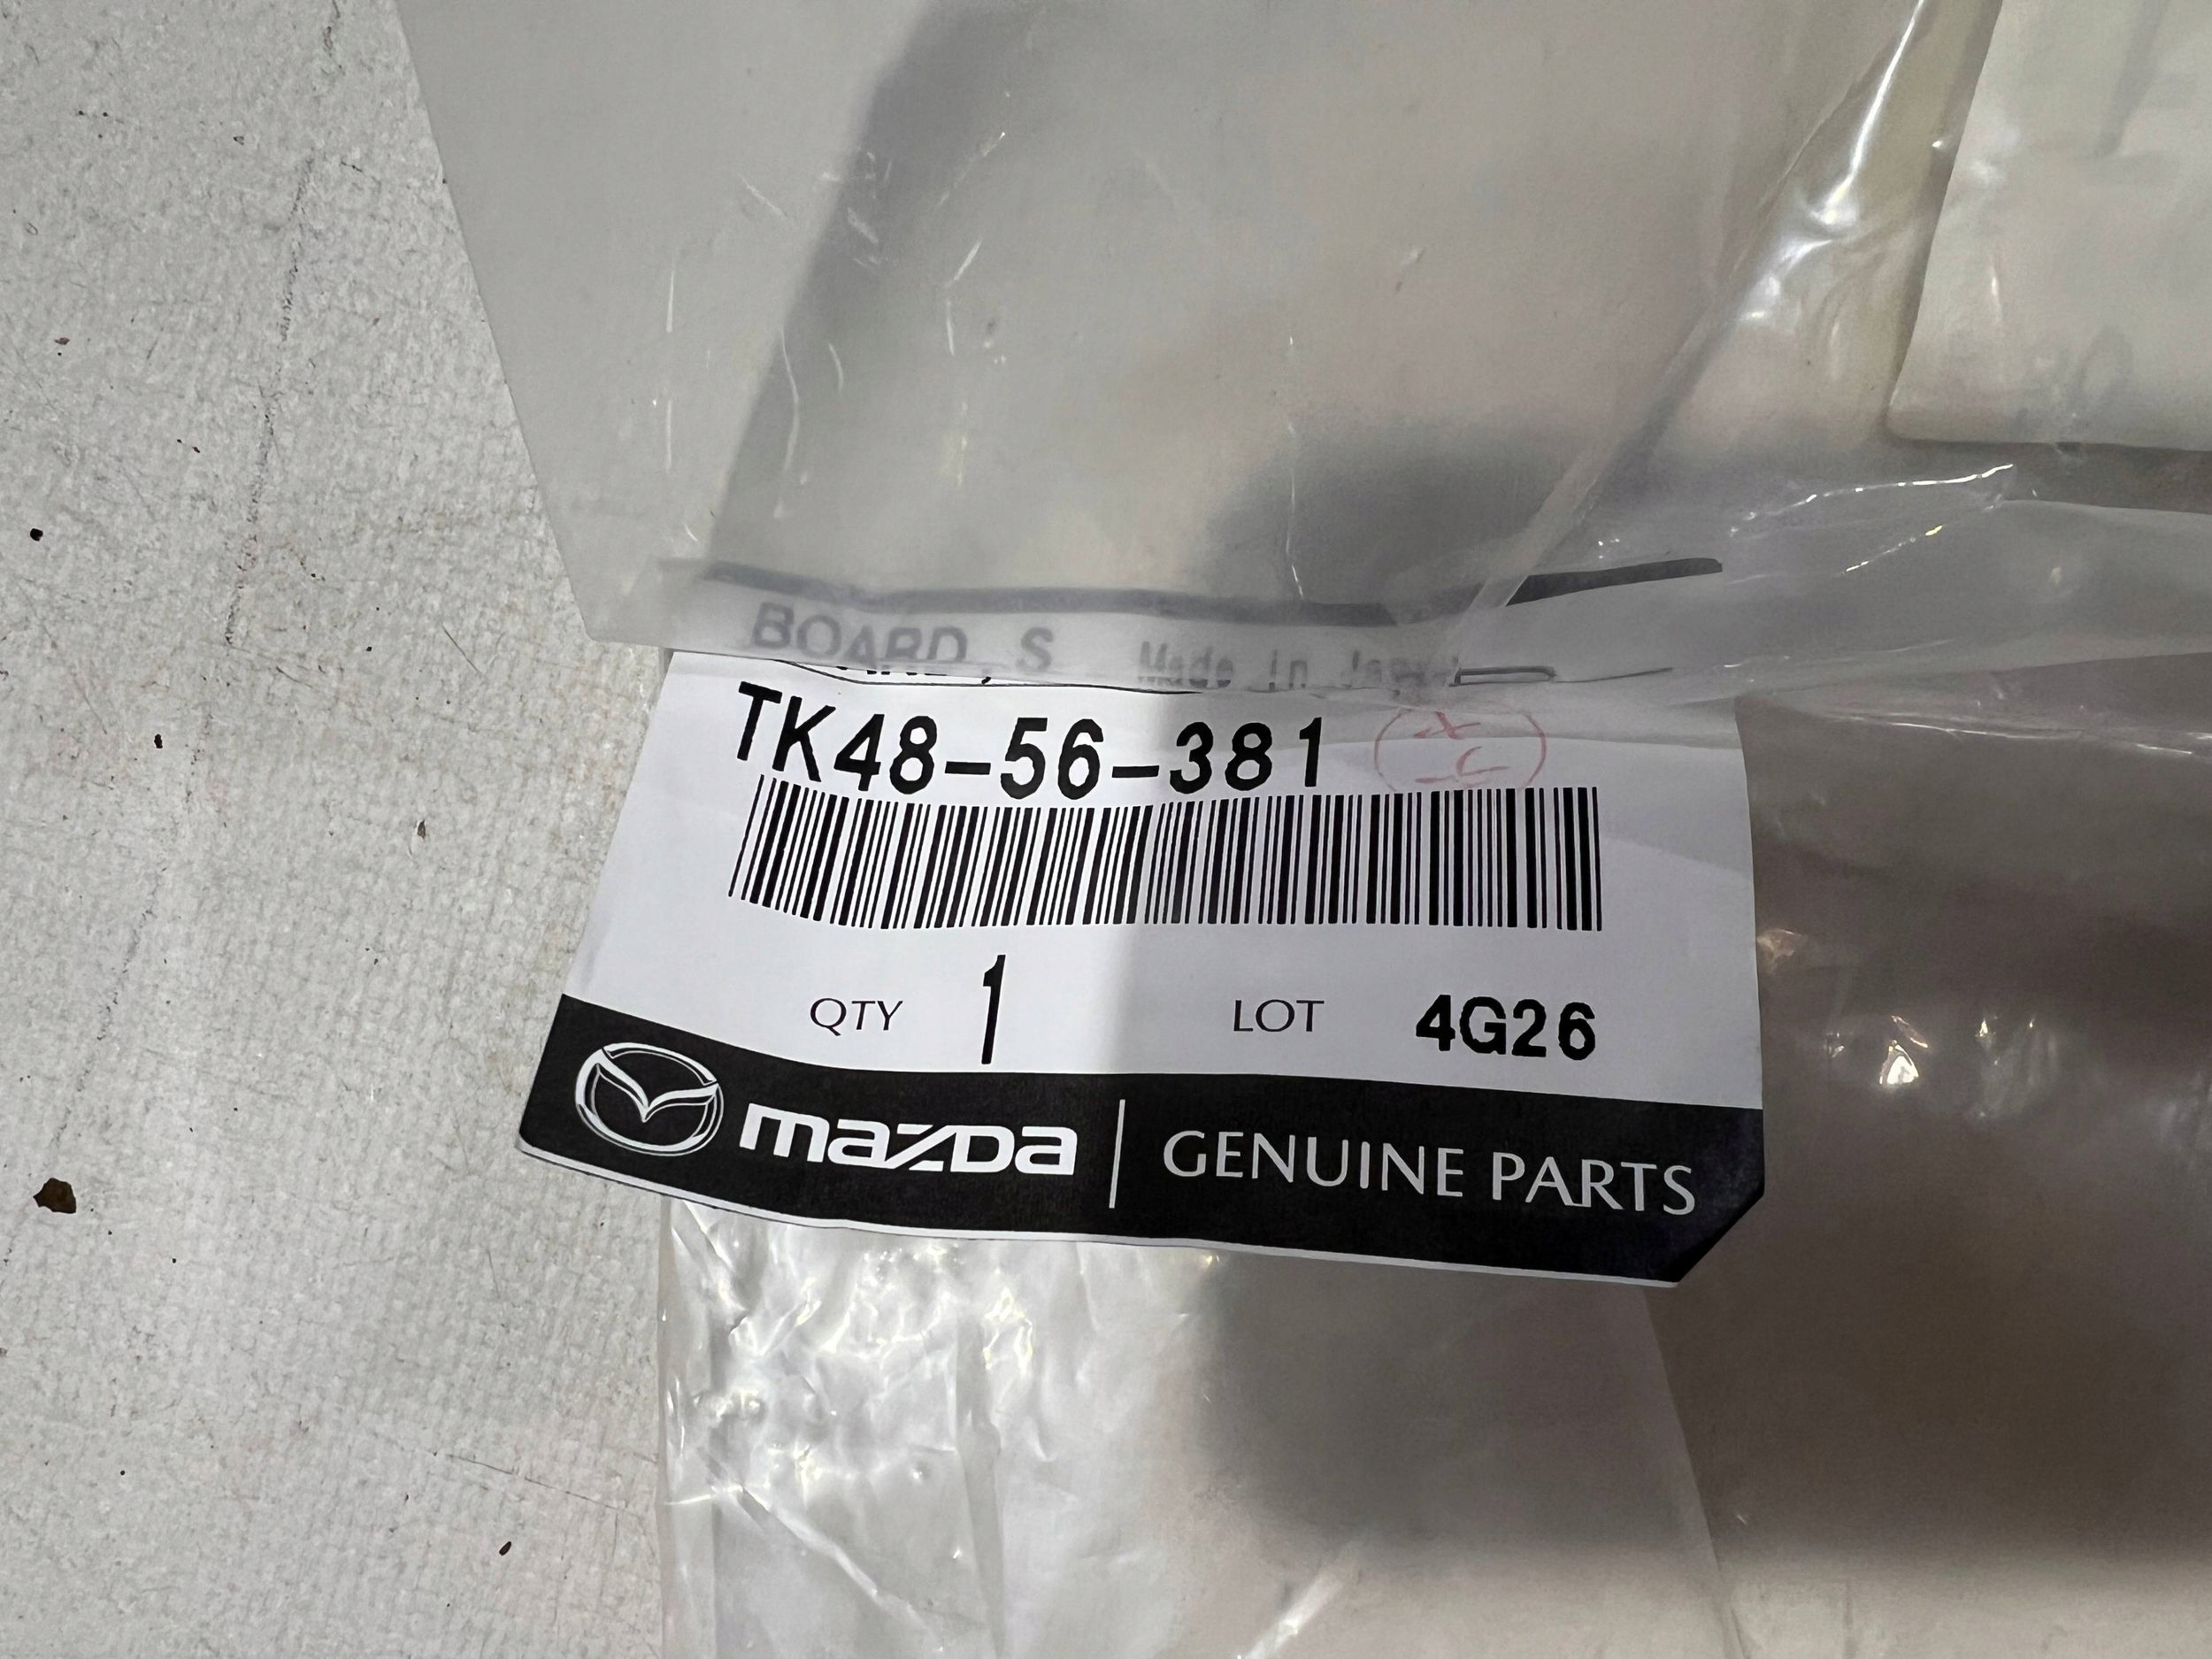 BOARD, S Made in Japan
TK48-56-381
QTY 1 LOT 4G26
mazda | GENUINE PARTS